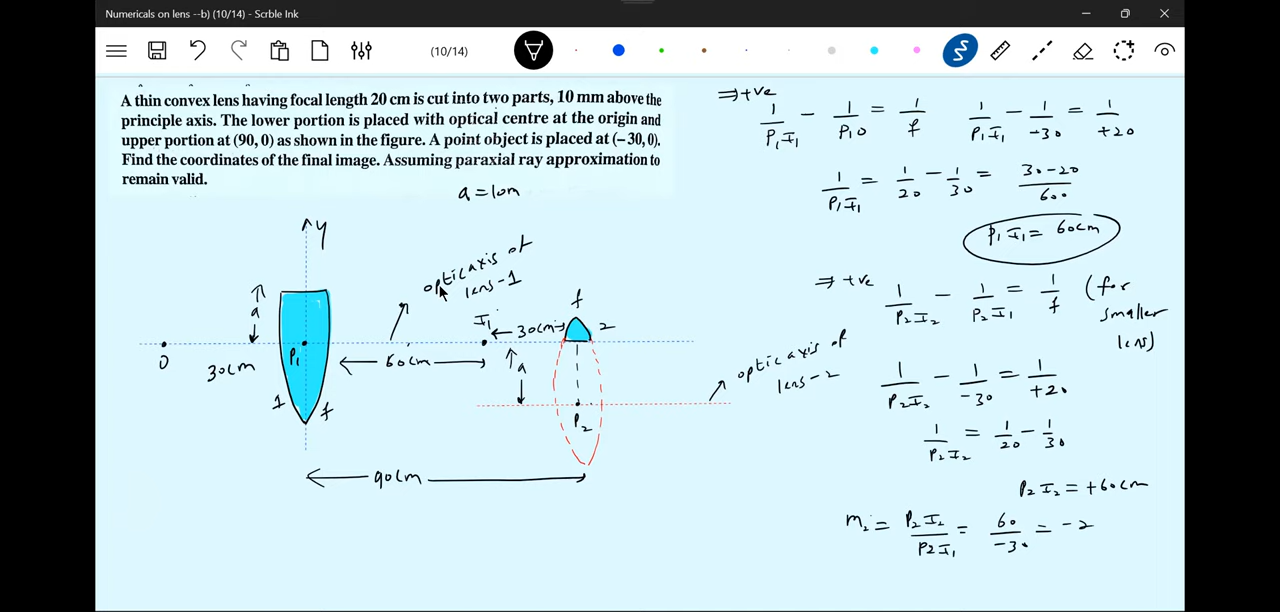 Numericals on lens --b) (10/14) - Scrble Ink
(10/14)
A thin convex lens having focal length 20 cm is cut into two parts, 10 mm above the
principle axis. The lower portion is placed with optical centre at the origin and
upper portion at (90, 0) as shown in the figure. A point object is placed at (– 30, 0).
Find the coordinates of the final image. Assuming paraxial ray approximation to
remain valid.
a = 10m
y
a
P₁
O
30cm
1
f
60cm
optic axis of
lens-1
I₁
30cm
f
2
a
P₂
optic axis of
lens-2
90cm
⇒ +ve
1/P₁I₁ - 1/P₁O = 1/f
1/P₁I₁ - 1/-30 = 1/+20
1/P₁I₁ = 1/20 - 1/30 = 30-20/600
P₁I₁ = 60cm
⇒ +ve
1/P₂I₂ - 1/P₂I₁ = 1/f (for
smaller
lens)
1/P₂I₂ - 1/-30 = 1/+20
1/P₂I₂ = 1/20 - 1/30
P₂I₂ = +60cm
m₂ = P₂I₂/P₂I₁ = 60/-30 = -2